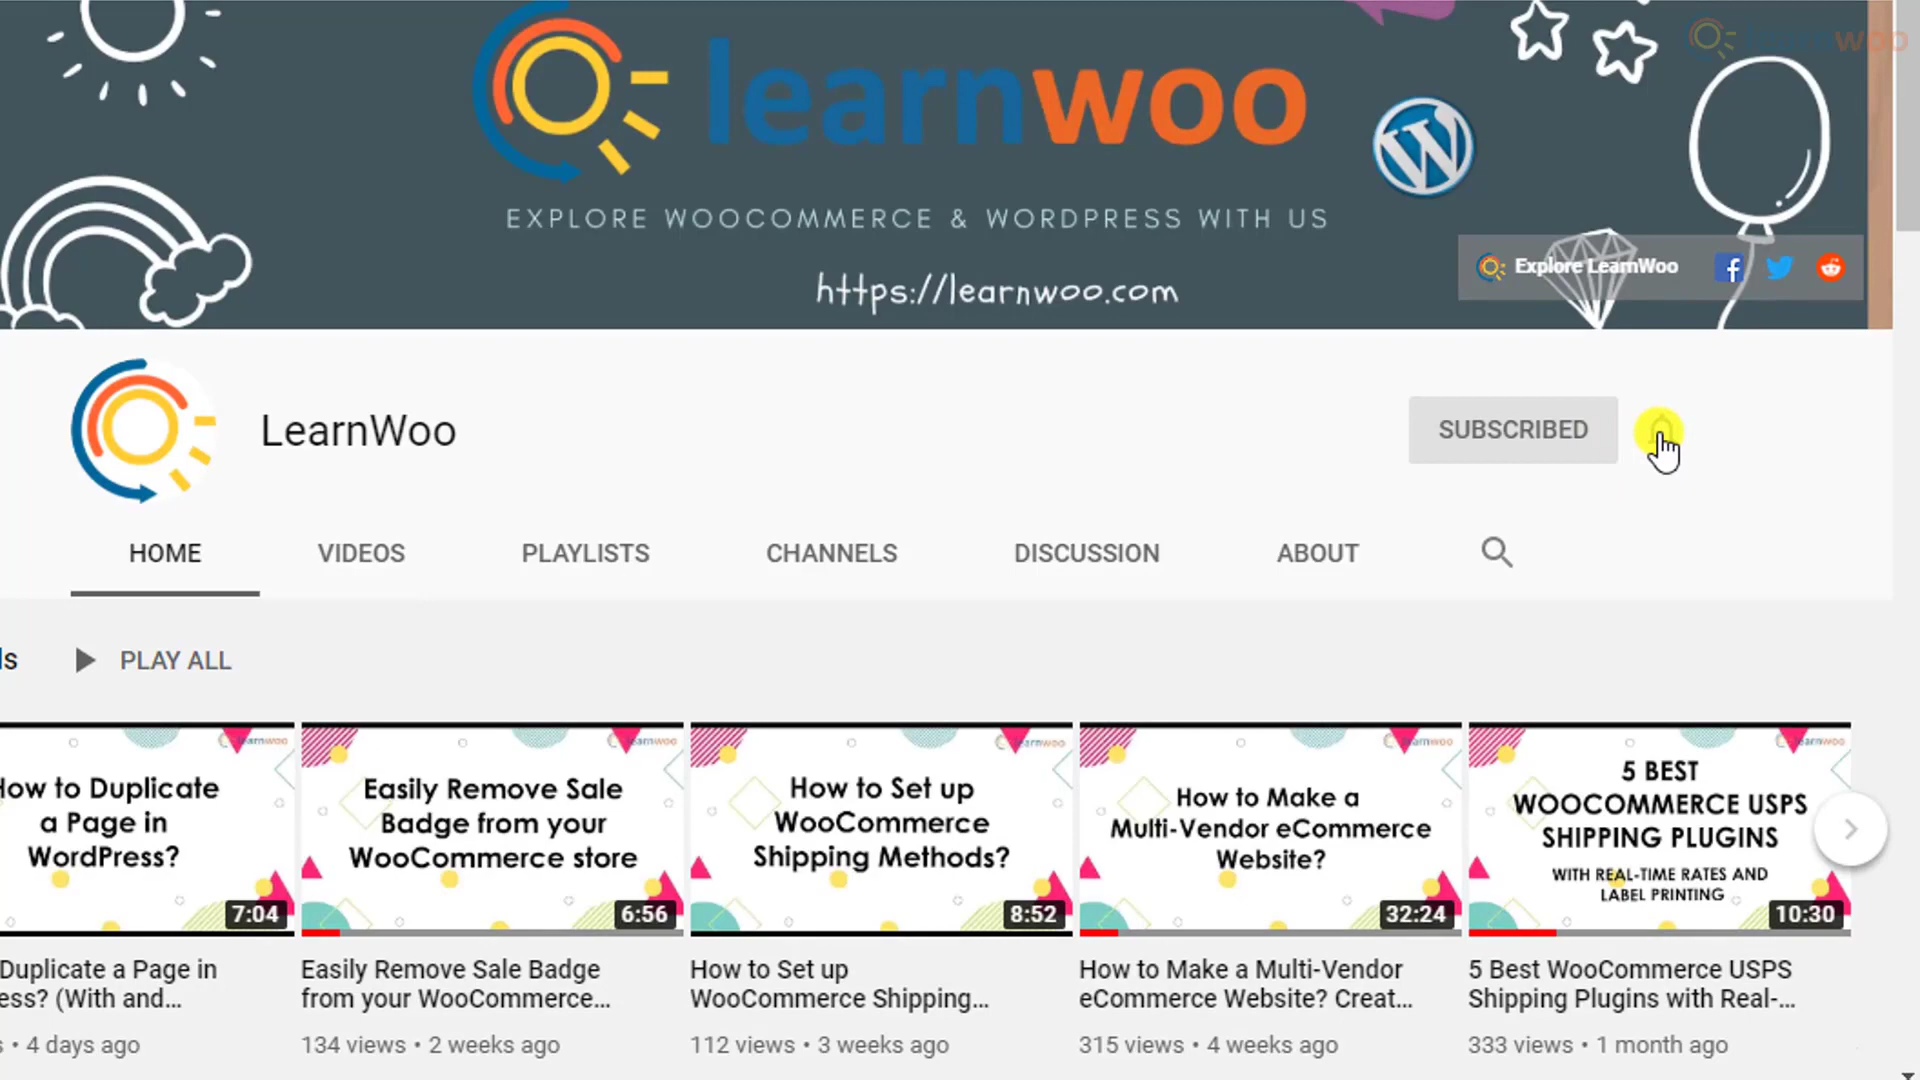 learnwoo
learnwoo
EXPLORE WOOCOMMERCE & WORDPRESS WITH US
https://learnwoo.com
Explore LearnWoo
LearnWoo
SUBSCRIBED
HOME VIDEOS PLAYLISTS CHANNELS DISCUSSION ABOUT
ls PLAY ALL
How to Duplicate
a Page in
WordPress?
7:04
Easily Remove Sale
Badge from your
WooCommerce store
6:56
How to Set up
WooCommerce
Shipping Methods?
8:52
How to Make a
Multi-Vendor eCommerce
Website?
32:24
5 BEST
WOOCOMMERCE USPS
SHIPPING PLUGINS
WITH REAL-TIME RATES AND
LABEL PRINTING
10:30
Duplicate a Page in
ess? (With and...
s • 4 days ago
Easily Remove Sale Badge
from your WooCommerce...
134 views • 2 weeks ago
How to Set up
WooCommerce Shipping...
112 views • 3 weeks ago
How to Make a Multi-Vendor
eCommerce Website? Creat...
315 views • 4 weeks ago
5 Best WooCommerce USPS
Shipping Plugins with Real-...
333 views • 1 month ago